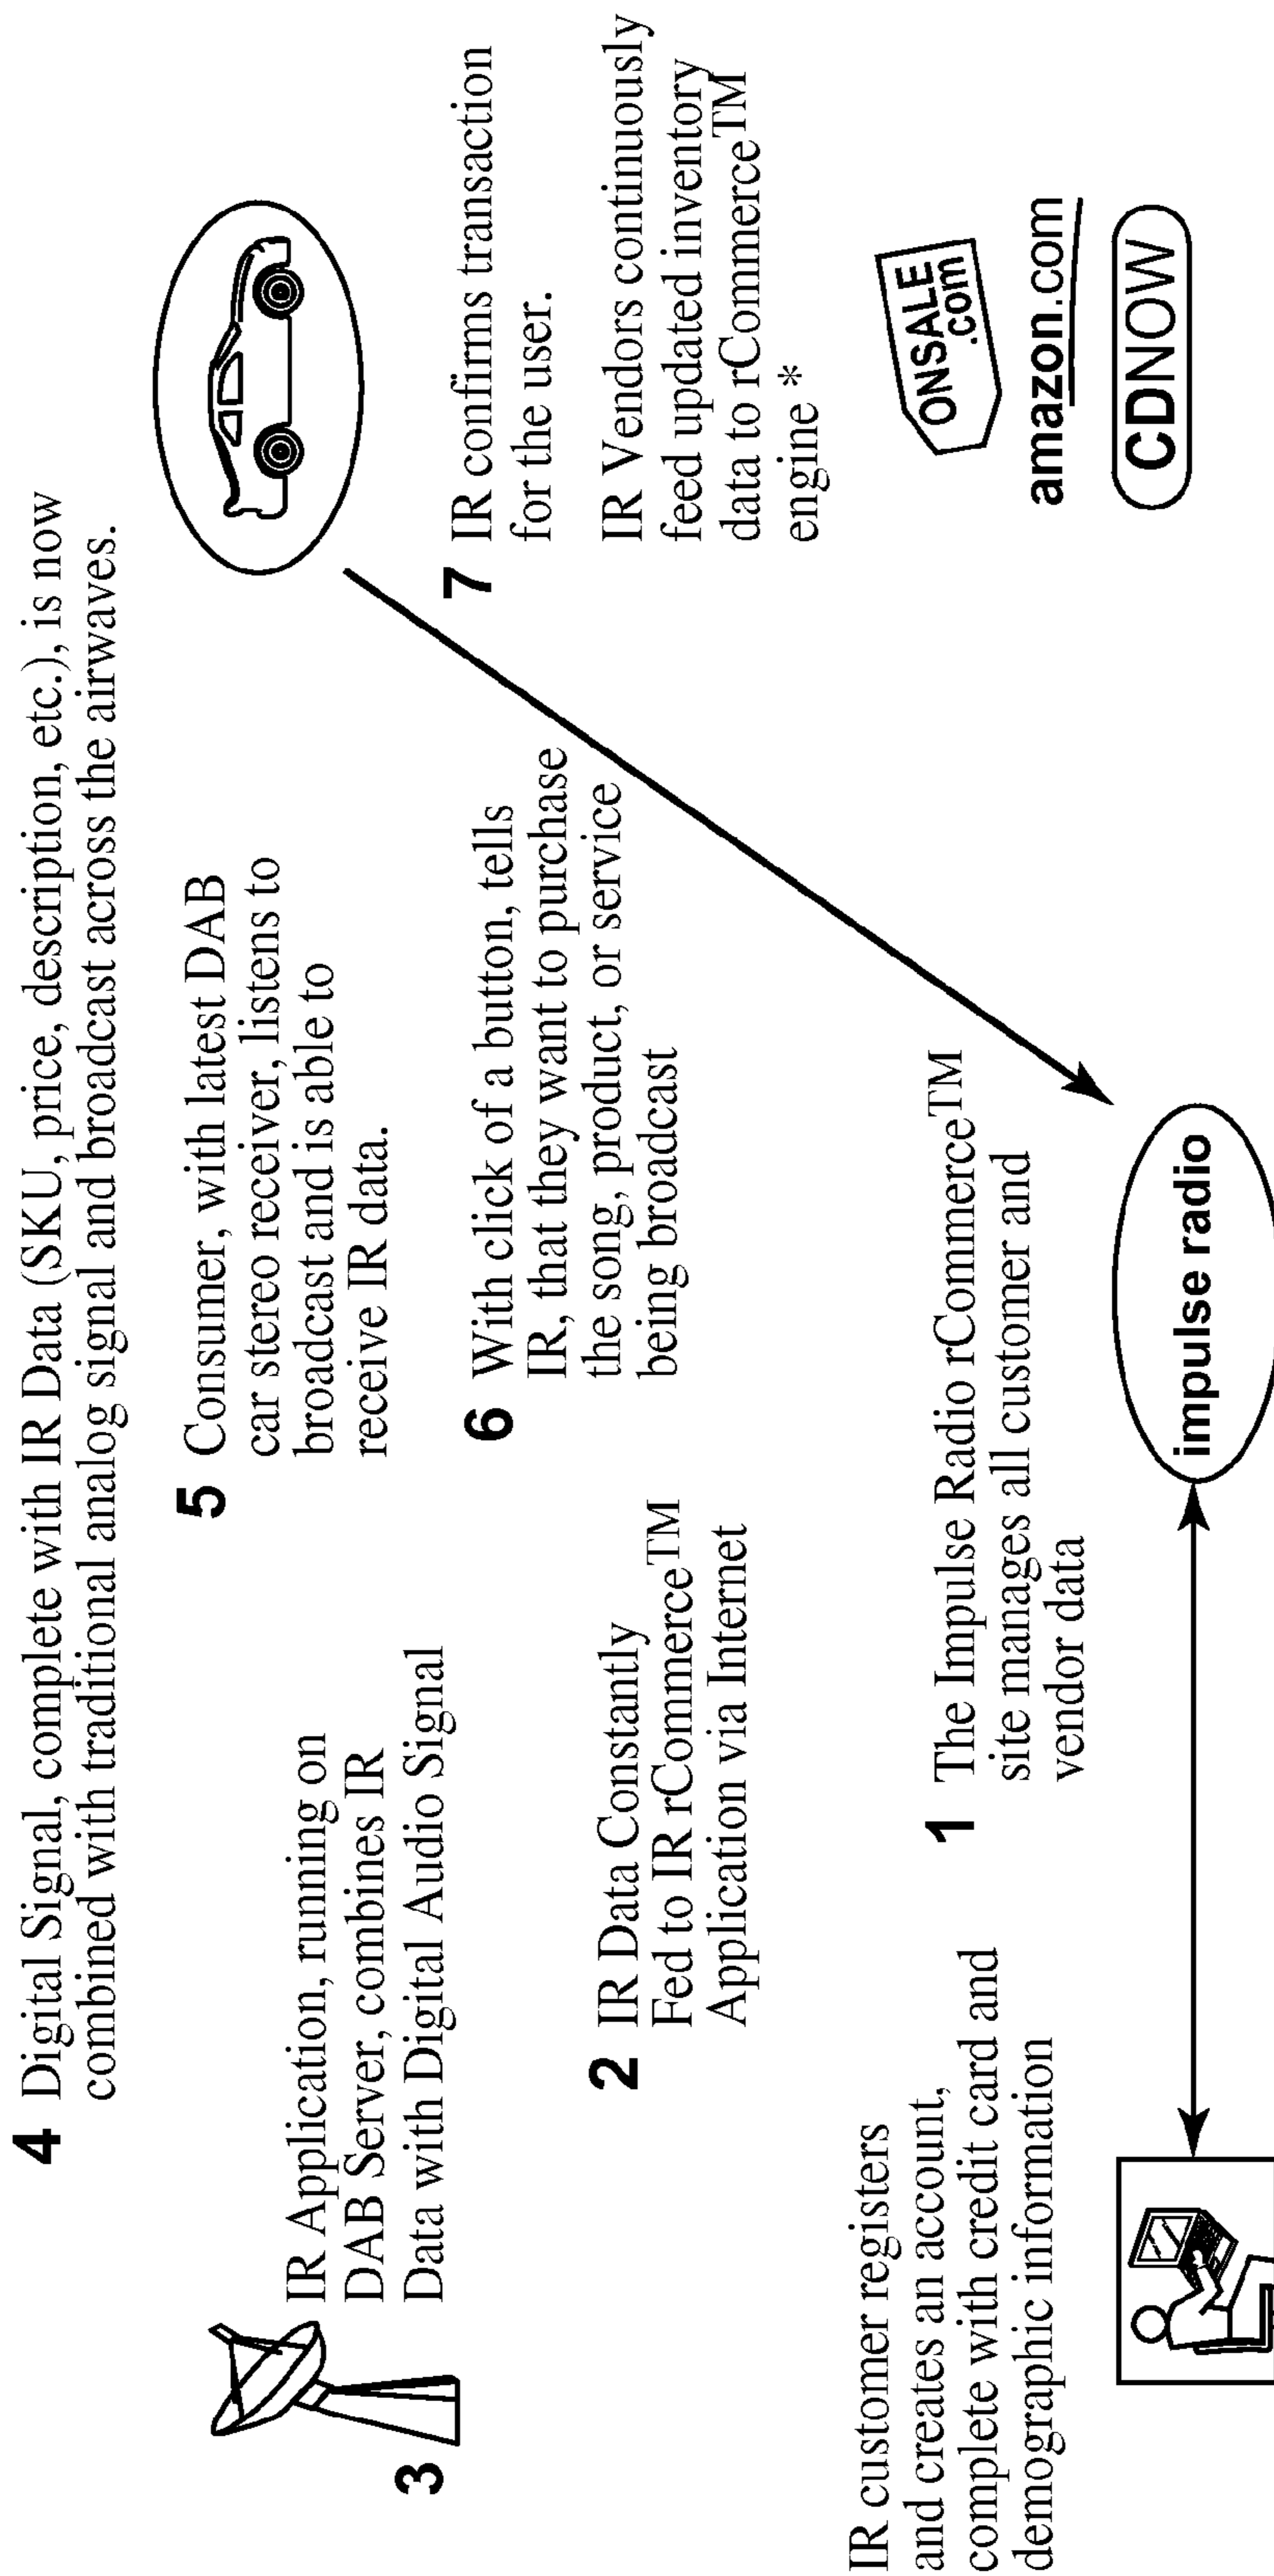 4 Digital Signal, complete with IR Data (SKU, price, description, etc.), is now
combined with traditional analog signal and broadcast across the airwaves.
3 IR Application, running on
DAB Server, combines IR
Data with Digital Audio Signal
5 Consumer, with latest DAB
car stereo receiver, listens to
broadcast and is able to
receive IR data.
2 IR Data Constantly
Fed to IR rCommerce™
Application via Internet
6 With click of a button, tells
IR, that they want to purchase
the song, product, or service
being broadcast
7 IR confirms transaction
for the user.
IR Vendors continuously
feed updated inventory
data to rCommerce™
engine *
IR customer registers
and creates an account,
complete with credit card and
demographic information
1 The Impulse Radio rCommerce™
site manages all customer and
vendor data
impulse radio
ONSALE
.com
amazon.com
CDNOW